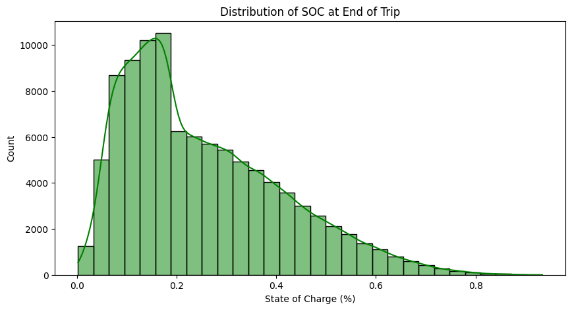 Distribution of SOC at End of Trip
10000
8000
6000
4000
2000
0
Count
0.0 0.2 0.4 0.6 0.8
State of Charge (%)